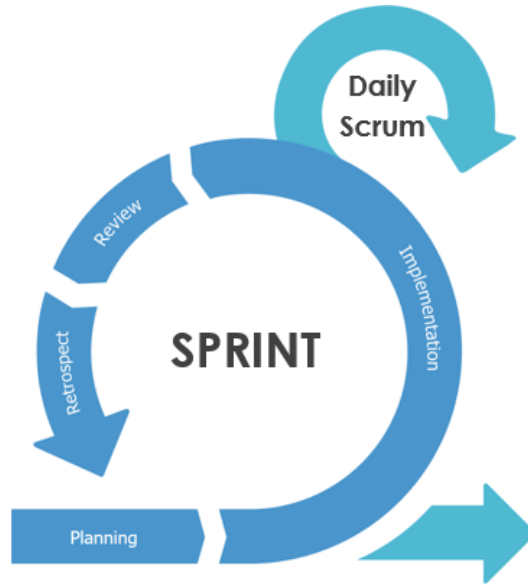 Daily
Scrum
Review
Implementation
SPRINT
Retrospect
Planning